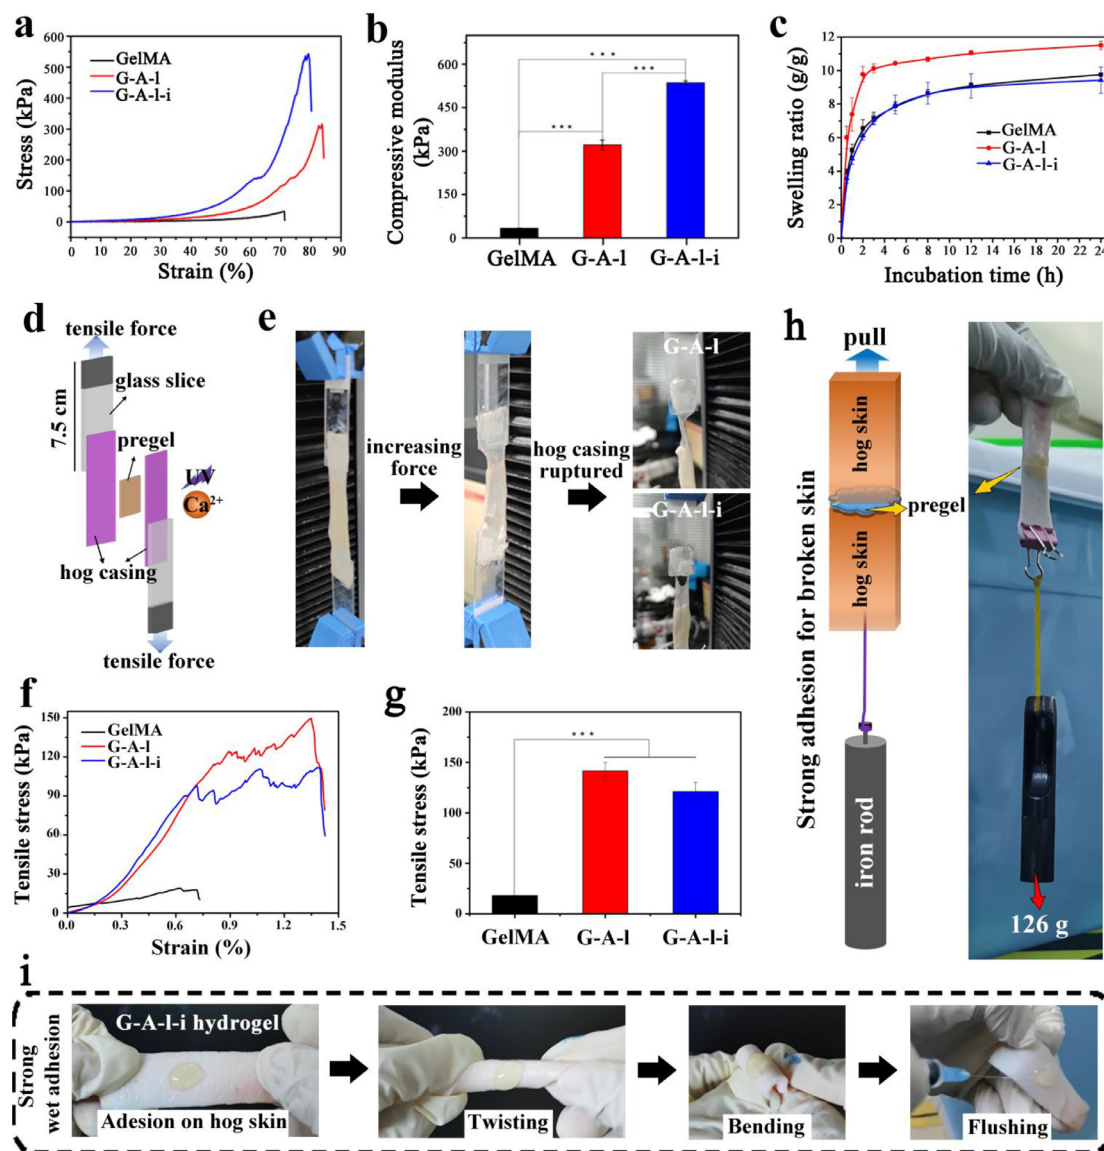 a
600
500
400
300
200
100
0
Stress (kPa)
GelMA
G-A-l
G-A-l-i
0 10 20 30 40 50 60 70 80 90
Strain (%)
b
Compressive modulus
(kPa)
600
450
300
150
0
***
***
***
GelMA G-A-l G-A-l-i
c
Swelling ratio (g/g)
12
10
8
6
4
2
0
GelMA
G-A-l
G-A-l-i
0 2 4 6 8 10 12 14 16 18 20 22 24
Incubation time (h)
d
tensile force
7.5 cm
glass slice
pregel
UV
Ca²⁺
hog casing
tensile force
e
increasing
force
hog casing
ruptured
G-A-l
G-A-l-i
f
Tensile stress (kPa)
150
120
90
60
30
0
GelMA
G-A-l
G-A-l-i
0.0 0.3 0.6 0.9 1.2 1.5
Strain (%)
g
Tensile stress (kPa)
200
150
100
50
0
***
GelMA G-A-l G-A-l-i
h
Strong adhesion for broken skin
pull
hog skin
pregel
hog skin
iron rod
126 g
i
Strong
wet adhesion
G-A-l-i hydrogel
Adesion on hog skin
Twisting
Bending
Flushing